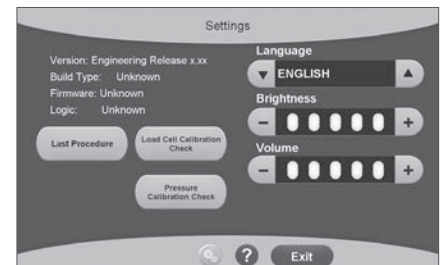 Settings
Version: Engineering Release x.xx
Build Type: Unknown
Firmware: Unknown
Logic: Unknown
Last Procedure
Load Cell Calibration
Check
Pressure
Calibration Check
Language
ENGLISH
Brightness
−
+
Volume
−
+
?
Exit